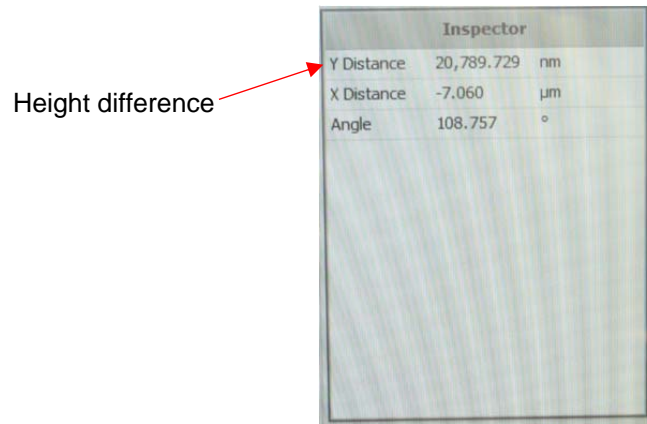 Inspector
Y Distance 20,789.729 nm
X Distance -7.060 µm
Angle 108.757 °
Height difference